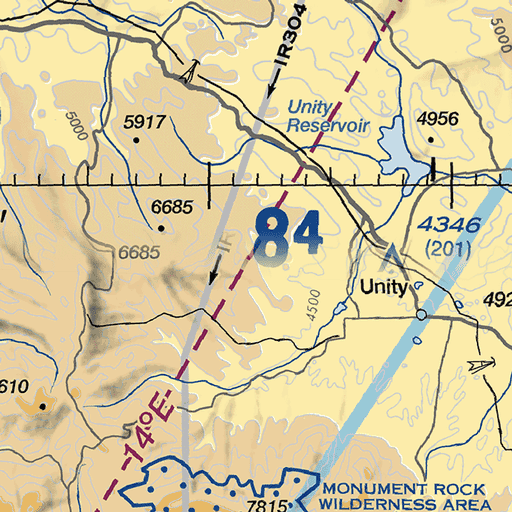 IR304
5000
5000
Unity
Reservoir
5917
4956
6685
84
4346
(201)
6685
IR
Unity
4500
492
610
14°E
7815
MONUMENT ROCK
WILDERNESS AREA